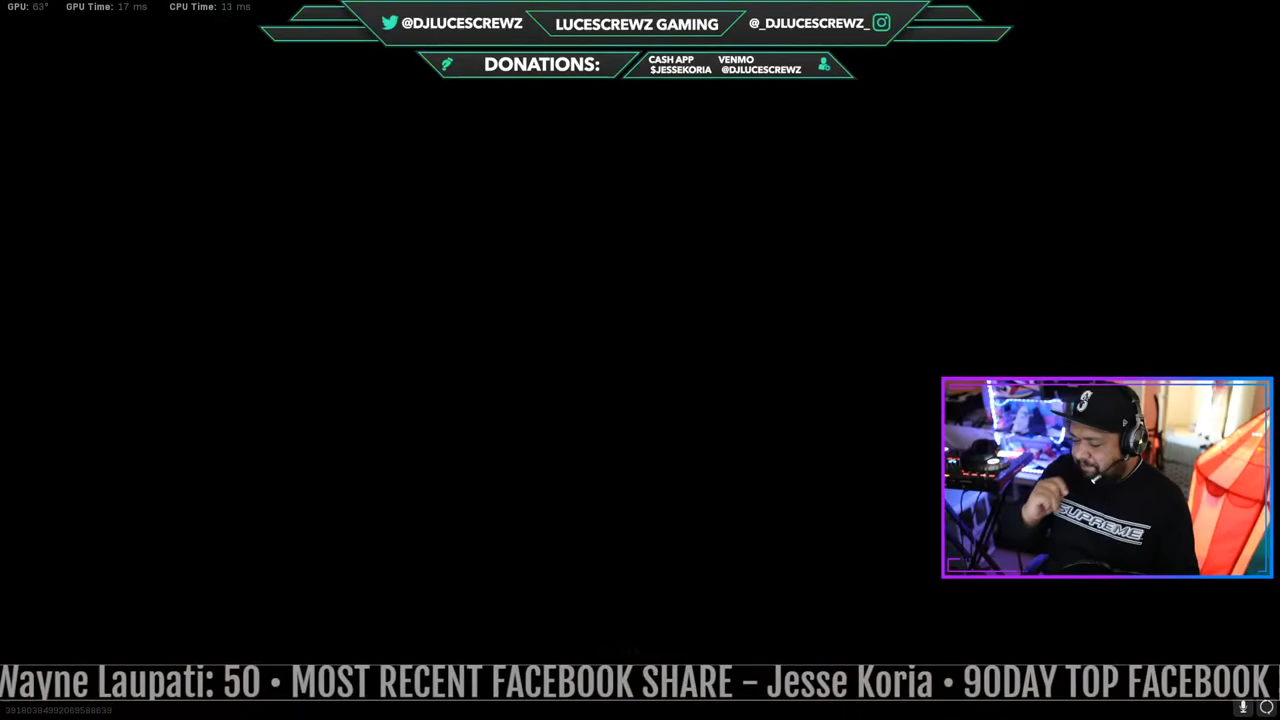 GPU: 63° GPU Time: 17 ms CPU Time: 13 ms
@DJLUCESCREWZ
LUCESCREWZ GAMING
@_DJLUCESCREWZ_
DONATIONS:
CASH APP
$JESSEKORIA
VENMO
@DJLUCESCREWZ
SUPREME
Wayne Laupati: 50 • MOST RECENT FACEBOOK SHARE - Jesse Koria • 90DAY TOP FACEBOOK
39180384992069588639